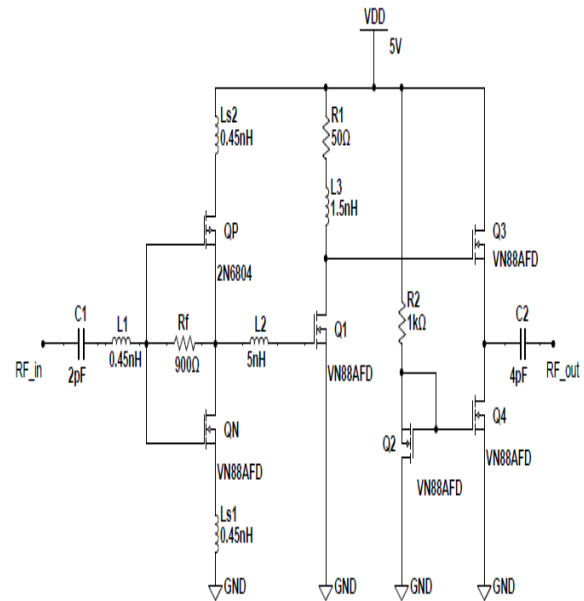 VDD
5V
Ls2
0.45nH
R1
50Ω
L3
1.5nH
QP
2N6804
Q3
VN88AFD
R2
1kΩ
C1
2pF
L1
0.45nH
Rf
900Ω
L2
5nH
Q1
VN88AFD
C2
4pF
RF_in
RF_out
QN
VN88AFD
Q2
VN88AFD
Q4
VN88AFD
Ls1
0.45nH
GND
GND
GND
GND